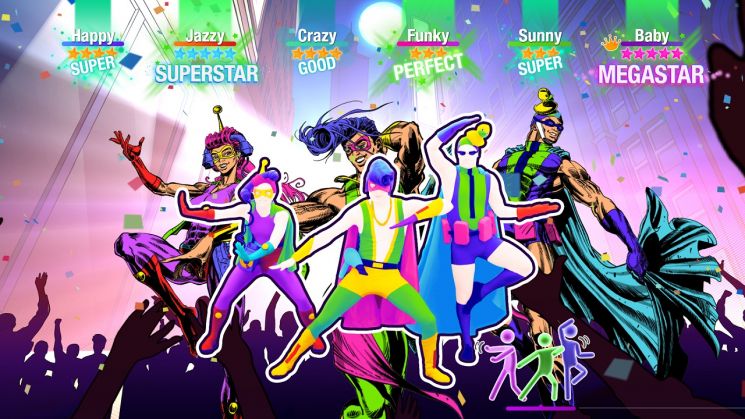 Happy
SUPER
Jazzy
SUPERSTAR
Crazy
GOOD
Funky
PERFECT
Sunny
SUPER
Baby
MEGASTAR